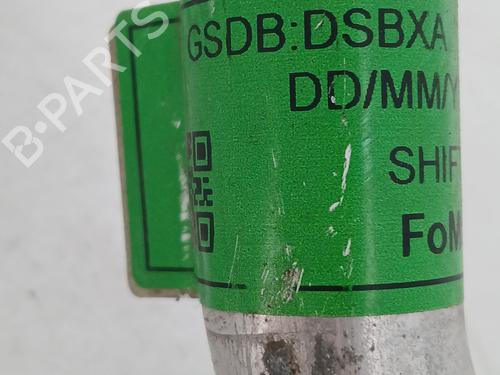 GSDB:DSBXA
DD/MM/Y
SHIF
FoM
B-PARTS